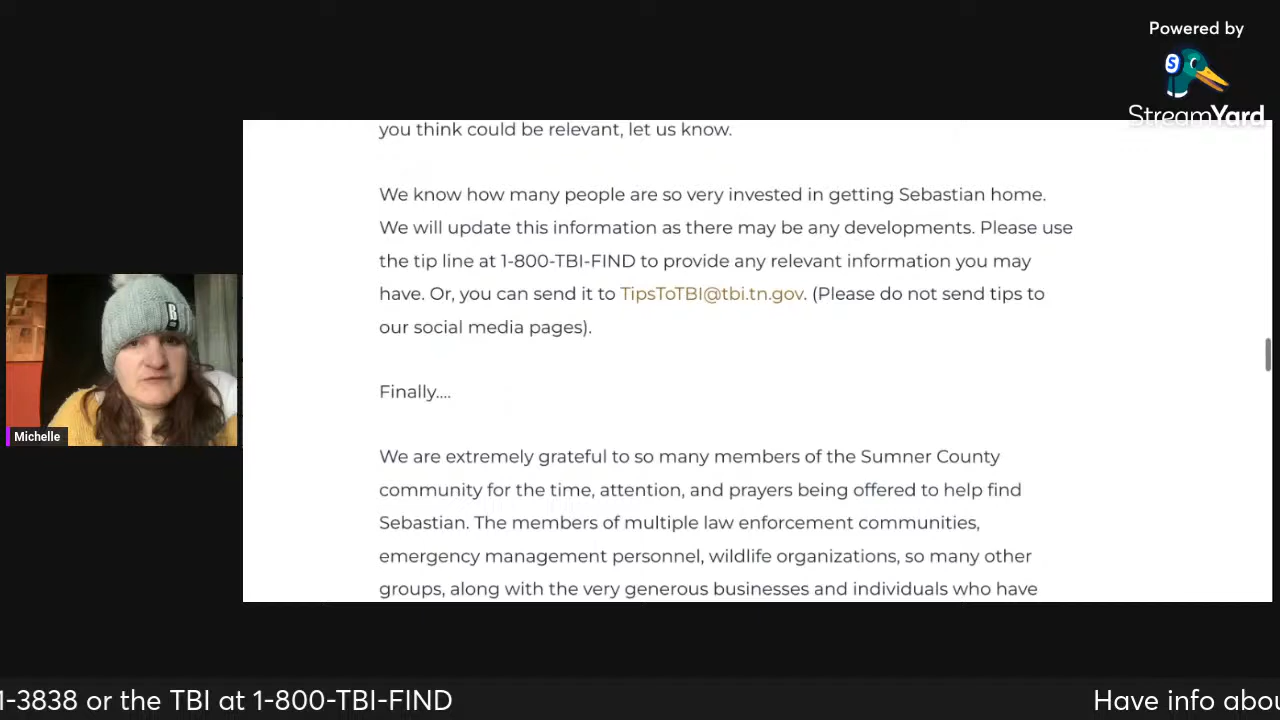 Powered by
S
StreamYard
you think could be relevant, let us know.
We know how many people are so very invested in getting Sebastian home.
We will update this information as there may be any developments. Please use
the tip line at 1-800-TBI-FIND to provide any relevant information you may
have. Or, you can send it to TipsToTBI@tbi.tn.gov. (Please do not send tips to
our social media pages).
Finally....
We are extremely grateful to so many members of the Sumner County
community for the time, attention, and prayers being offered to help find
Sebastian. The members of multiple law enforcement communities,
emergency management personnel, wildlife organizations, so many other
groups, along with the very generous businesses and individuals who have
B
Michelle
1-3838 or the TBI at 1-800-TBI-FIND
Have info abou